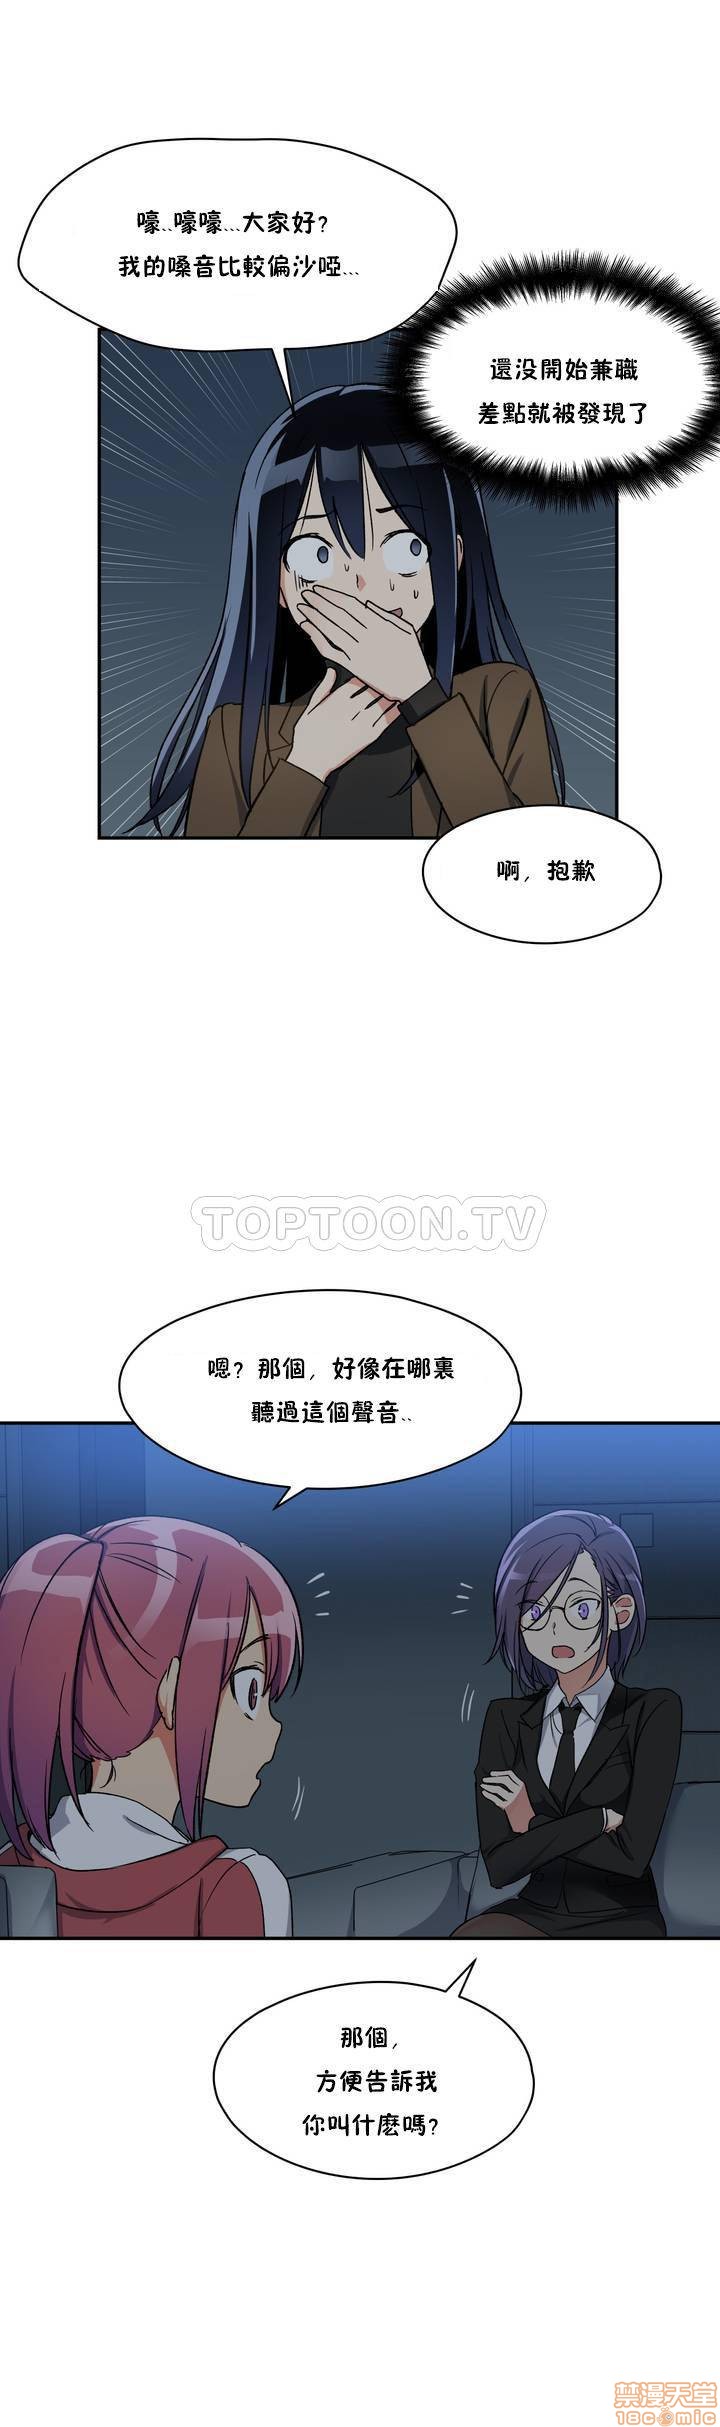 嚎..嚎嚎...大家好?
我的嗓音比較偏沙啞...
還没開始兼職
差點就被發現了
啊, 抱歉
TOPTOON.TV
嗯? 那個, 好像在哪裏
聽過這個聲音..
那個,
方便告訴我
你叫什麽嗎?
禁漫天堂
18comic